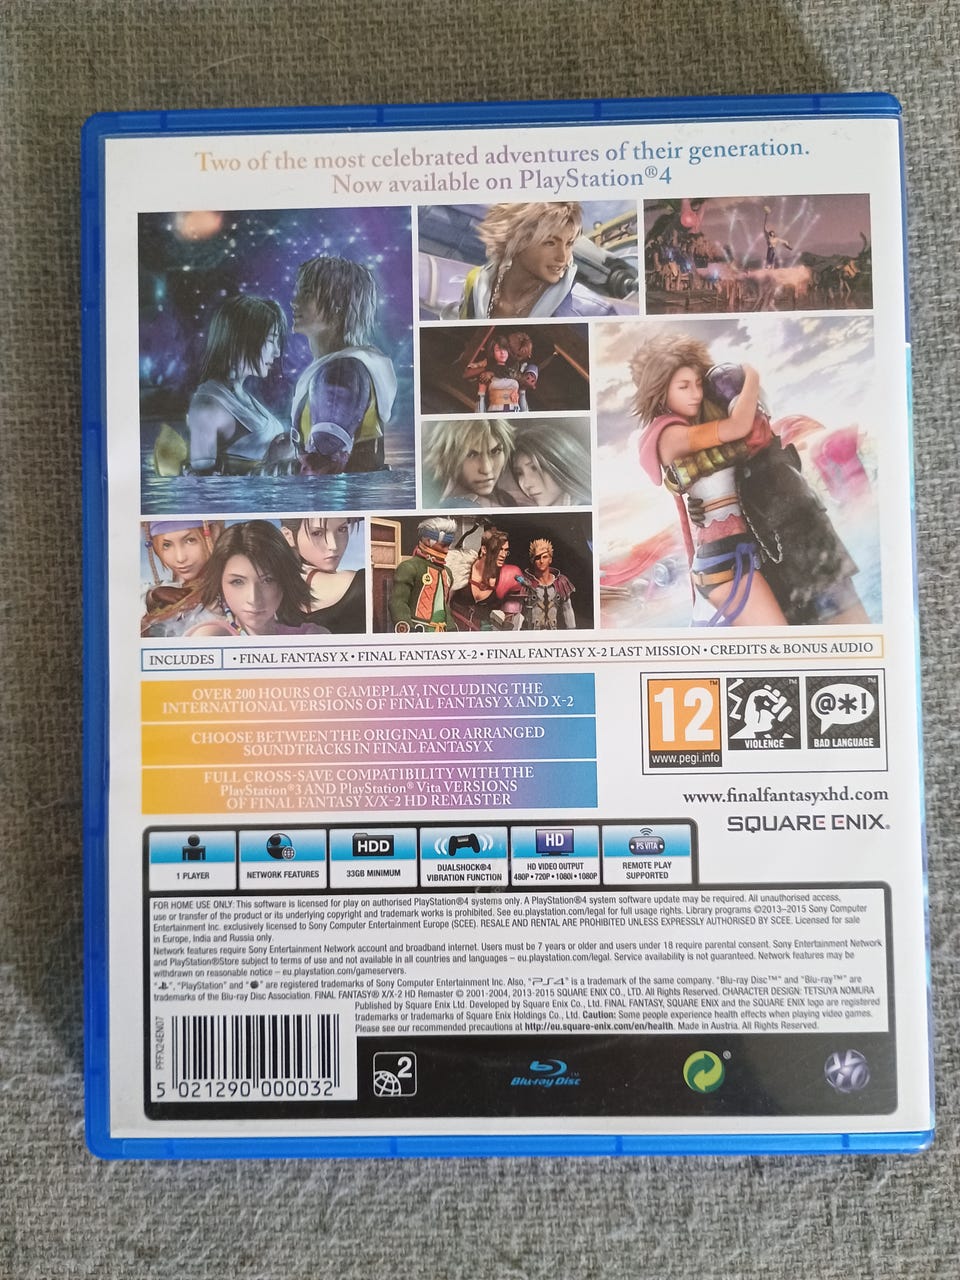 Two of the most celebrated adventures of their generation.
Now available on PlayStation®4
INCLUDES
• FINAL FANTASY X • FINAL FANTASY X-2 • FINAL FANTASY X-2 LAST MISSION • CREDITS & BONUS AUDIO
OVER 200 HOURS OF GAMEPLAY, INCLUDING THE
INTERNATIONAL VERSIONS OF FINAL FANTASY X AND X-2
CHOOSE BETWEEN THE ORIGINAL OR ARRANGED
SOUNDTRACKS IN FINAL FANTASY X
FULL CROSS-SAVE COMPATIBILITY WITH THE
PlayStation®3 AND PlayStation®Vita VERSIONS
OF FINAL FANTASY X/X-2 HD REMASTER
12
™
www.pegi.info
™
VIOLENCE
@*!
™
BAD LANGUAGE
www.finalfantasyxhd.com
SQUARE ENIX®
1 PLAYER
NETWORK FEATURES
HDD
33GB MINIMUM
DUALSHOCK®4
VIBRATION FUNCTION
HD
HD VIDEO OUTPUT
480P • 720P • 1080i • 1080P
PS VITA
REMOTE PLAY
SUPPORTED
FOR HOME USE ONLY: This software is licensed for play on authorised PlayStation®4 systems only. A PlayStation®4 system software update may be required. All unauthorised access,
use or transfer of the product or its underlying copyright and trademark works is prohibited. See eu.playstation.com/legal for full usage rights. Library programs ©2013–2015 Sony Computer
Entertainment Inc. exclusively licensed to Sony Computer Entertainment Europe (SCEE). RESALE AND RENTAL ARE PROHIBITED UNLESS EXPRESSLY AUTHORISED BY SCEE. Licensed for sale
in Europe, India and Russia only.
Network features require Sony Entertainment Network account and broadband internet. Users must be 7 years or older and users under 18 require parental consent. Sony Entertainment Network
and PlayStation®Store subject to terms of use and not available in all countries and languages – eu.playstation.com/legal. Service availability is not guaranteed. Network features may be
withdrawn on reasonable notice – eu.playstation.com/gameservers.
" ", "PlayStation" and " " are registered trademarks of Sony Computer Entertainment Inc. Also, "PS4" is a trademark of the same company. "Blu-ray Disc™" and "Blu-ray™" are
trademarks of the Blu-ray Disc Association. FINAL FANTASY® X/X-2 HD Remaster © 2001-2004, 2013-2015 SQUARE ENIX CO., LTD. All Rights Reserved. CHARACTER DESIGN: TETSUYA NOMURA
Published by Square Enix Ltd. Developed by Square Enix Co., Ltd. FINAL FANTASY, SQUARE ENIX and the SQUARE ENIX logo are registered
trademarks or trademarks of Square Enix Holdings Co., Ltd. Caution: Some people experience health effects when playing video games.
Please see our recommended precautions at http://eu.square-enix.com/en/health. Made in Austria. All Rights Reserved.
PFFX24EN07
5 021290 000032
2
Blu-ray Disc™
®